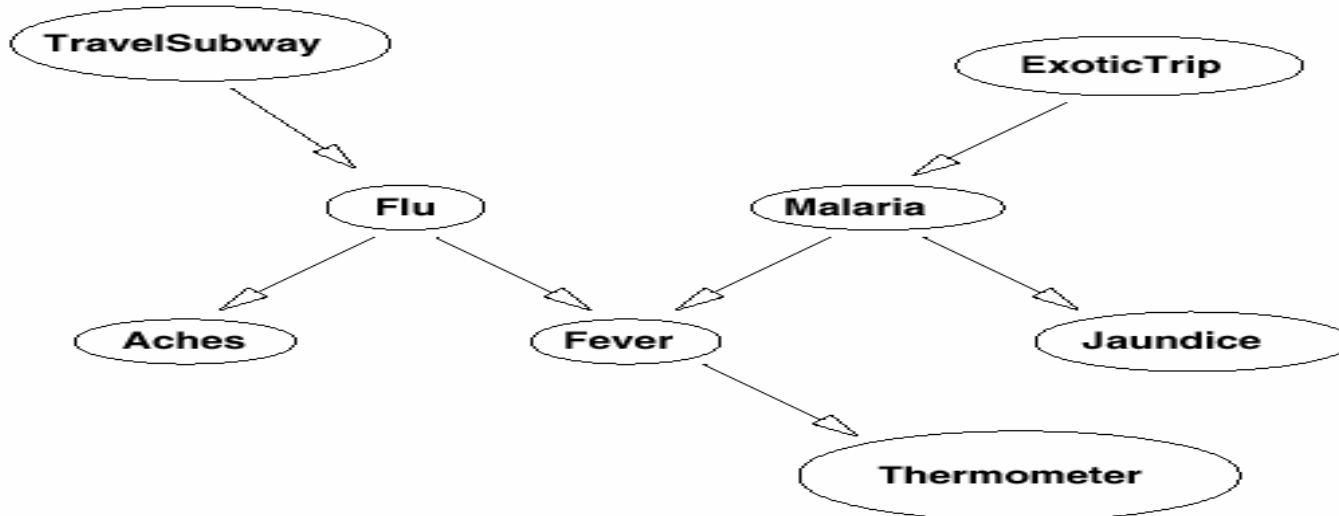 TravelSubway
ExoticTrip
Flu
Malaria
Aches
Fever
Jaundice
Thermometer